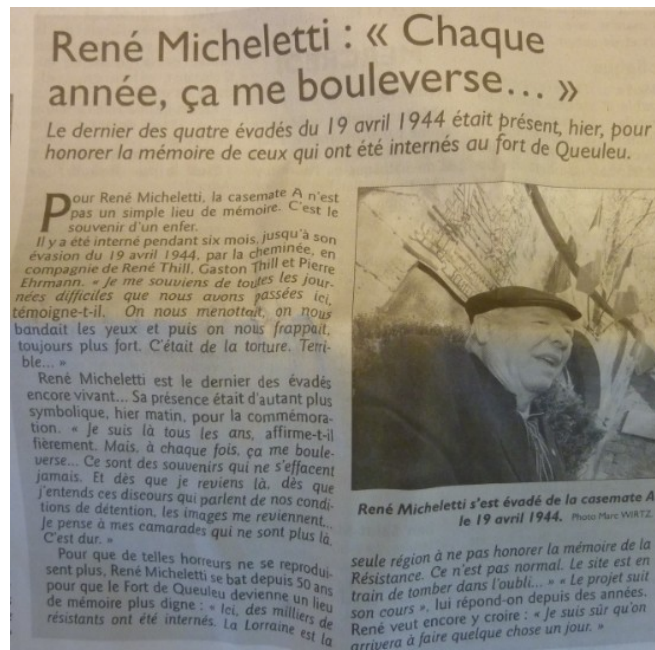 René Micheletti : « Chaque
année, ça me bouleverse... »
Le dernier des quatre évadés du 19 avril 1944 était présent, hier, pour
honorer la mémoire de ceux qui ont été internés au fort de Queuleu.
Pour René Micheletti, la casemate A n'est
pas un simple lieu de mémoire. C'est le
souvenir d'un enfer.
Il y a été interné pendant six mois, jusqu'à son
évasion du 19 avril 1944, par la cheminée, en
compagnie de René Thill, Gaston Thill et Pierre
Ehrmann. « Je me souviens de toutes les jour-
nées difficiles que nous avons passées ici,
témoigne-t-il. On nous menottait, on nous
bandait les yeux et puis on nous frappait,
toujours plus fort. C'était de la torture. Terri-
ble... »
René Micheletti est le dernier des évadés
encore vivant... Sa présence était d'autant plus
symbolique, hier matin, pour la commémora-
tion. « Je suis là tous les ans, affirme-t-il
fièrement. Mais, à chaque fois, ça me boule-
verse... Ce sont des souvenirs qui ne s'effacent
jamais. Et dès que je reviens là, dès que
j'entends ces discours qui parlent de nos condi-
tions de détention, les images me reviennent...
Je pense à mes camarades qui ne sont plus là.
C'est dur. »
Pour que de telles horreurs ne se reprodui-
sent plus, René Micheletti se bat depuis 50 ans
pour que le Fort de Queuleu devienne un lieu
de mémoire plus digne : « Ici, des milliers de
résistants ont été internés. La Lorraine est la
René Micheletti s'est évadé de la casemate A
le 19 avril 1944. Photo Marc WIRTZ
seule région à ne pas honorer la mémoire de la
Résistance. Ce n'est pas normal. Le site est en
train de tomber dans l'oubli... » « Le projet suit
son cours », lui répond-on depuis des années.
René veut encore y croire : « Je suis sûr qu'on
arrivera à faire quelque chose un jour. »